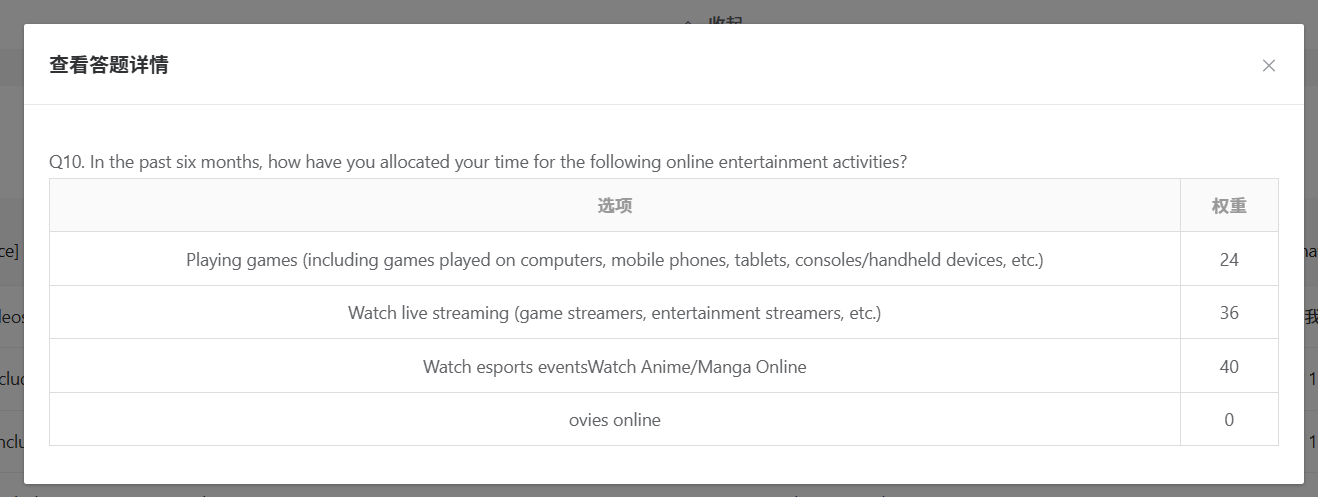 收起
查看答题详情
Q10. In the past six months, how have you allocated your time for the following online entertainment activities?
选项 权重
Playing games (including games played on computers, mobile phones, tablets, consoles/handheld devices, etc.) 24
Watch live streaming (game streamers, entertainment streamers, etc.) 36
Watch esports eventsWatch Anime/Manga Online 40
ovies online 0